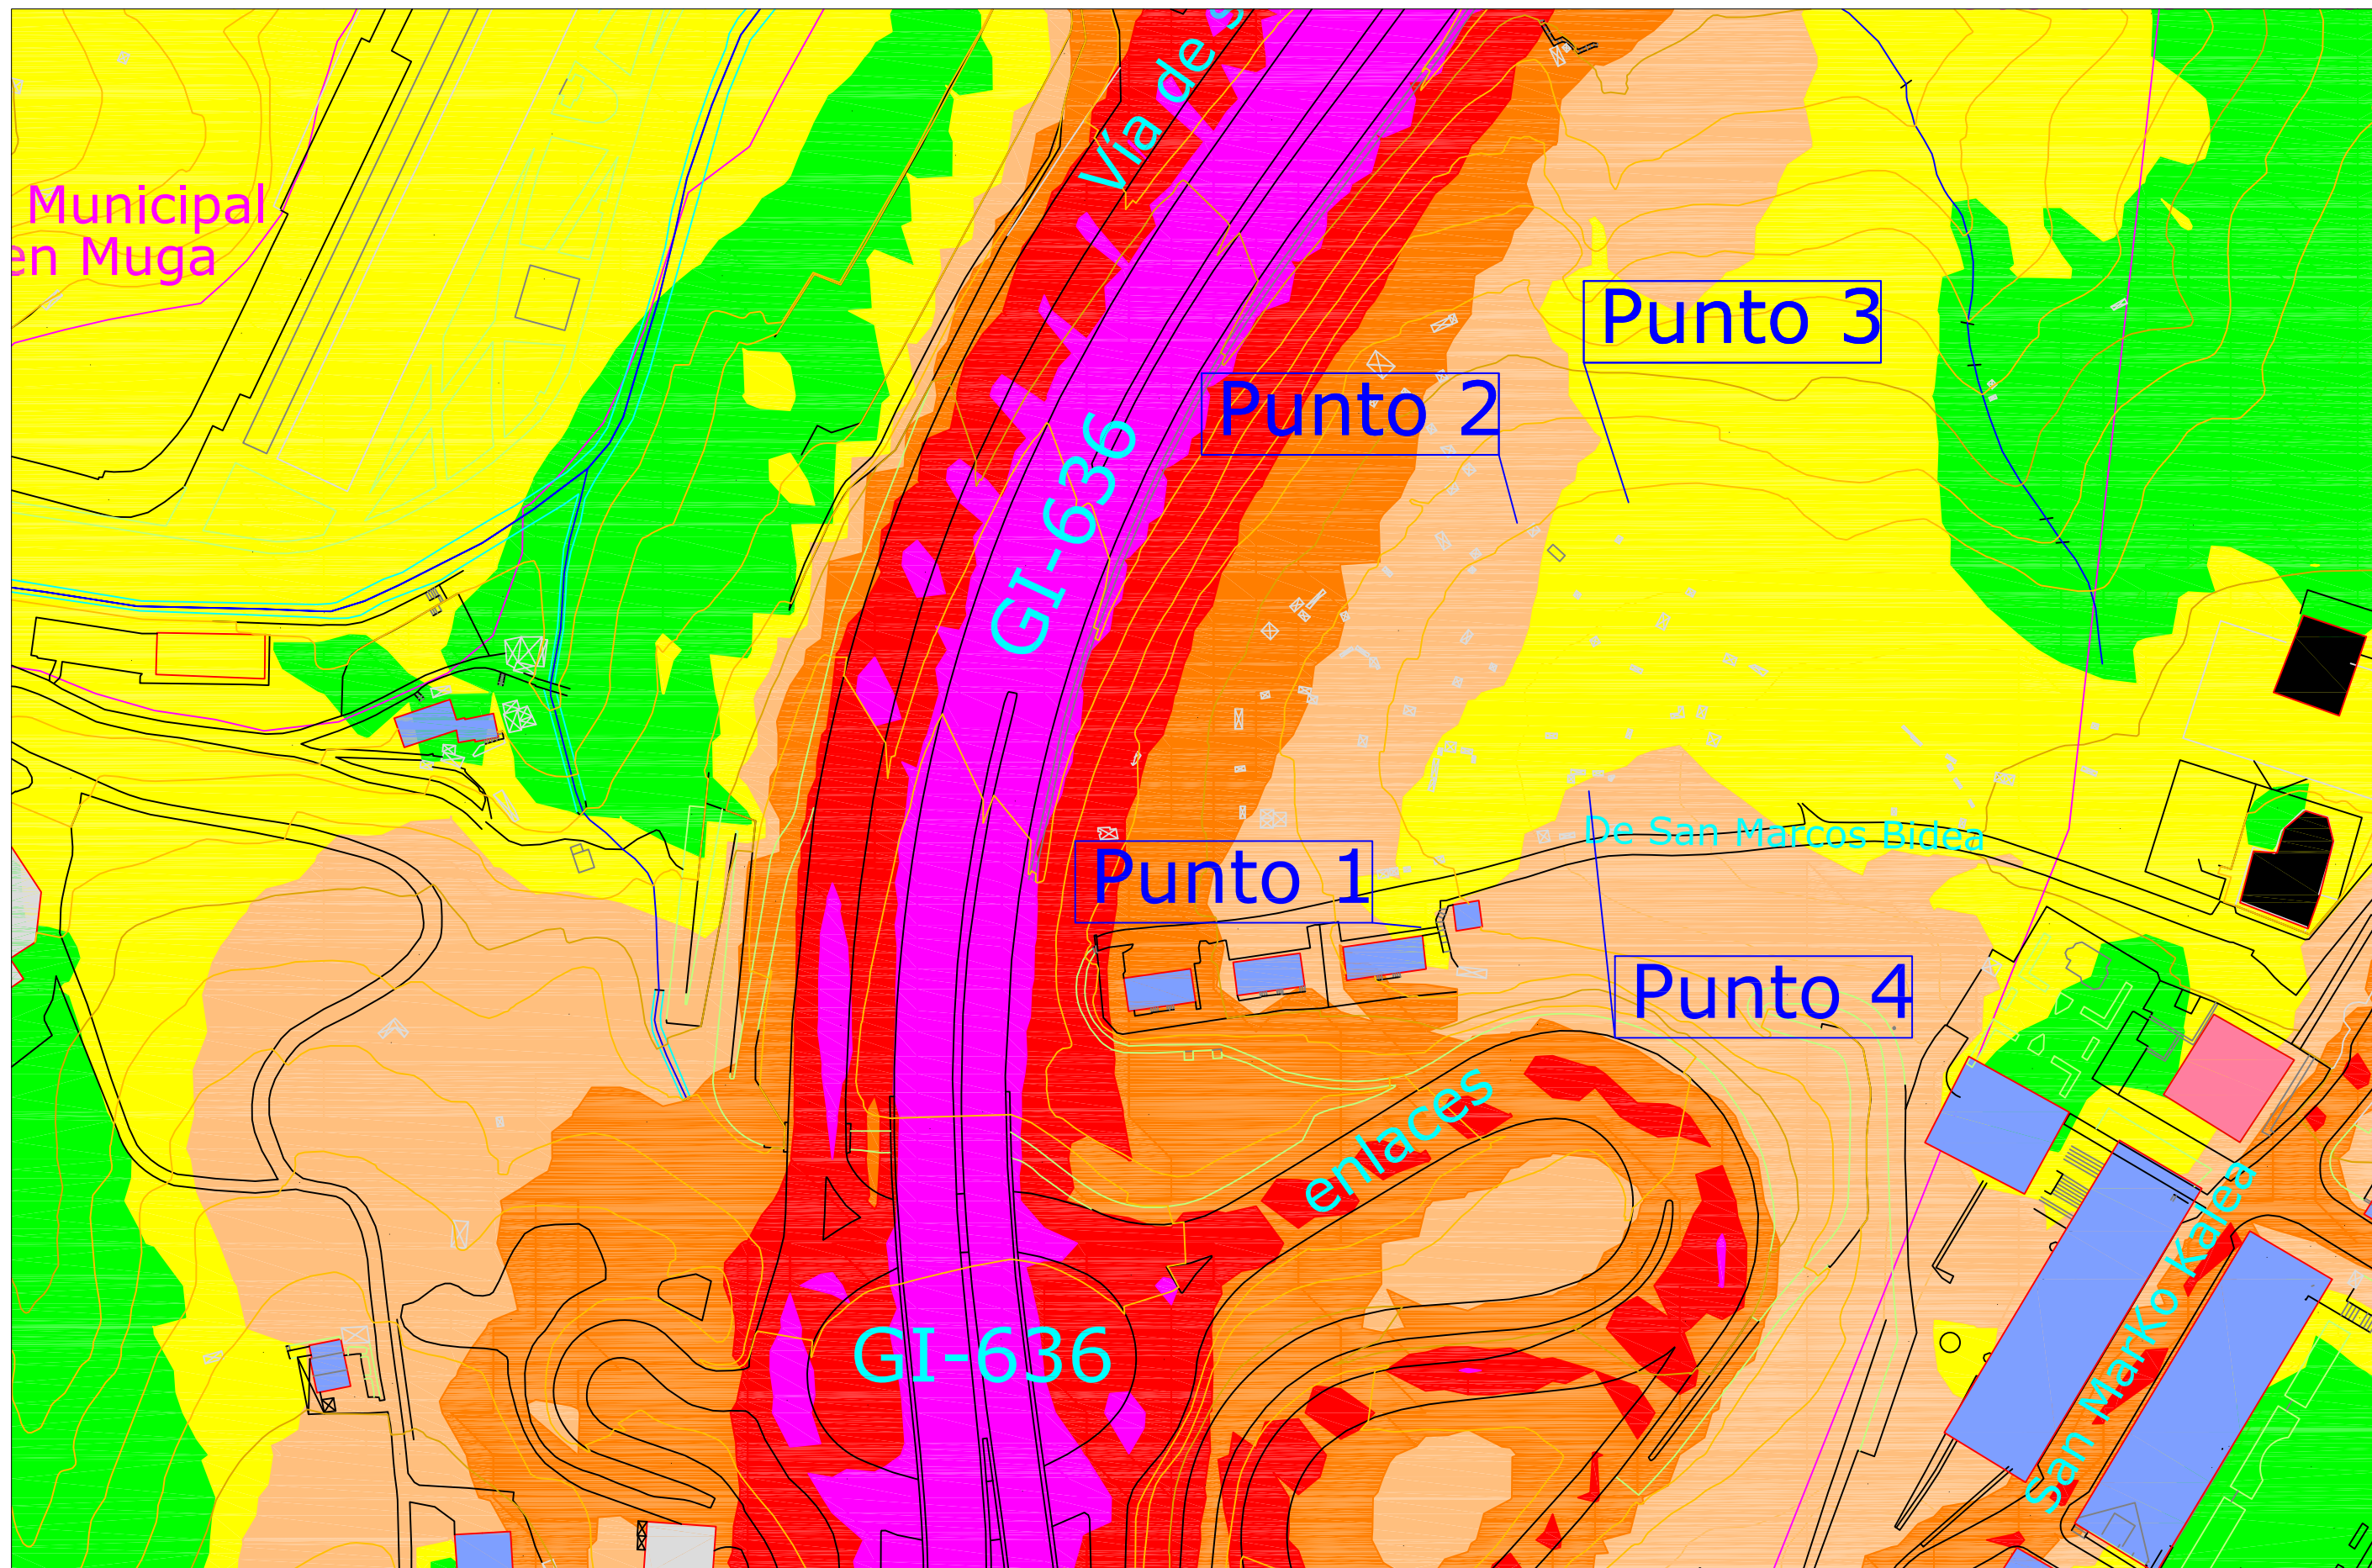 Vía de s
Municipal
en Muga
Punto 3
Punto 2
GI-636
De San Marcos Bidea
Punto 1
Punto 4
enlaces
San MarKo Kalea
GI-636